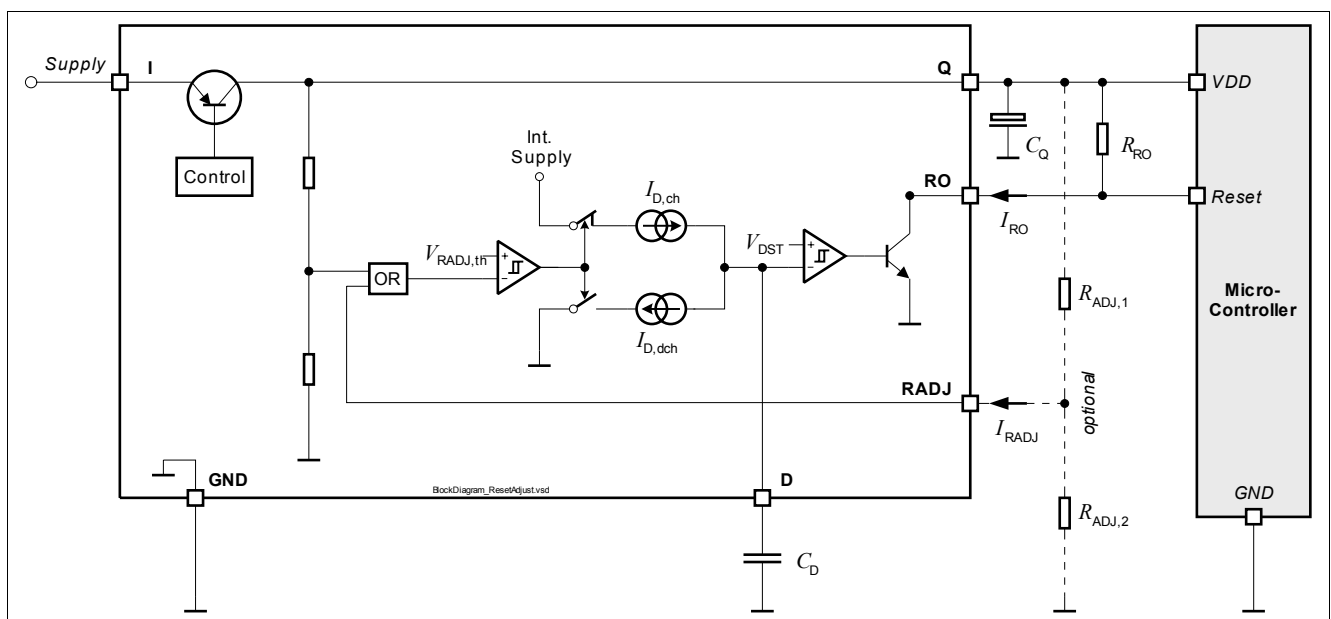 Supply
I
Q
VDD
Int.
Supply
C_Q
R_RO
Control
I_D,ch
RO
Reset
I_RO
V_RADJ,th
+
-
V_DST
+
-
OR
R_ADJ,1
Micro-
Controller
I_D,dch
RADJ
optional
I_RADJ
GND
BlockDiagram_ResetAdjust.vsd
D
GND
R_ADJ,2
C_D